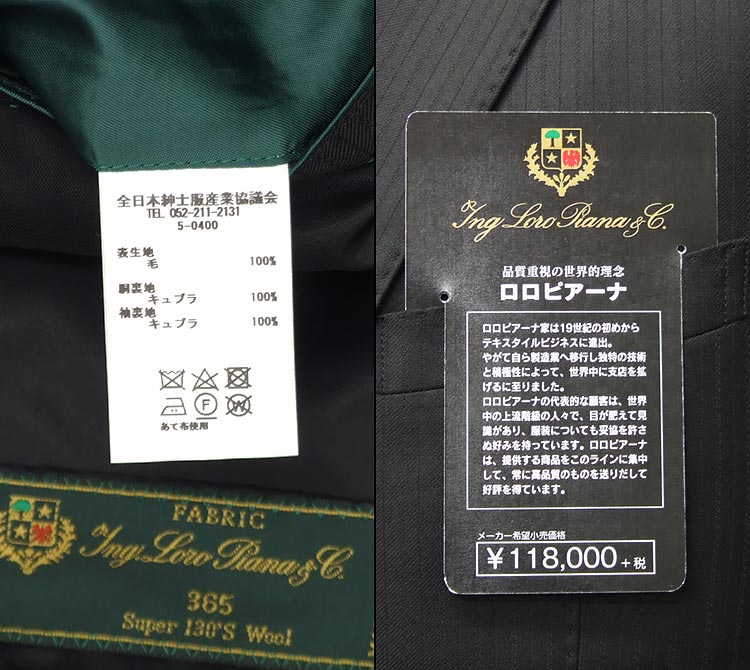 全日本紳士服産業協議会
TEL 052-211-2131
5-0400
表生地
毛 100%
胴裏地
キュプラ 100%
袖裏地
キュプラ 100%
あて布使用
FABRIC
Ing Loro Piana & C.
365
Super 130'S Wool
Ing Loro Piana & C.
品質重視の世界的理念
ロロピアーナ
ロロピアーナ家は19世紀の初めから
テキスタイルビジネスに進出。
やがて自ら製造業へ移行し独特の技術
と積極性によって、世界中に支店を拡
げるに至りました。
ロロピアーナの代表的な顧客は、世界
中の上流階級の人々で、目が肥えて見
識があり、服装についても妥協を許さ
ぬ好みを持っています。ロロピアーナ
は、提供する商品をこのラインに集中
して、常に高品質のものを送りだして
好評を得ています。
メーカー希望小売価格
¥118,000+税